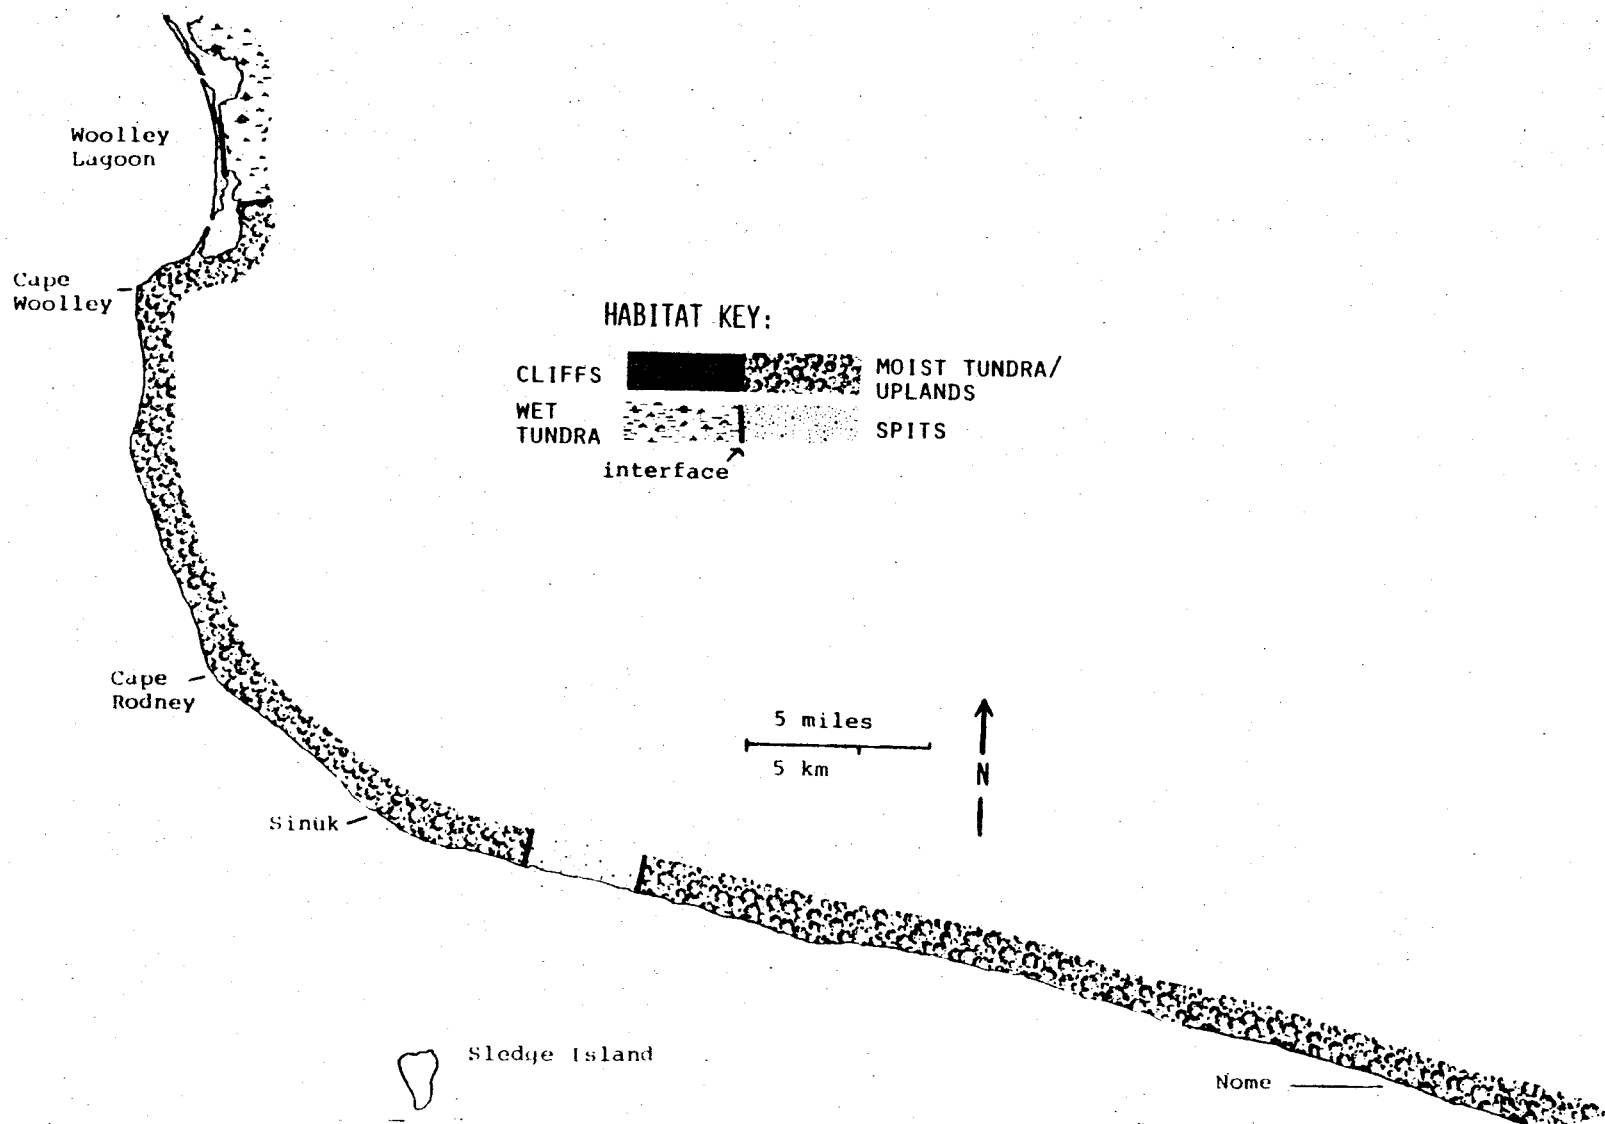 Woolley
Lagoon
Cape
Woolley
HABITAT KEY:
CLIFFS
MOIST TUNDRA/
UPLANDS
WET
TUNDRA
SPITS
interface
Cape
Rodney
5 miles
5 km
N
Sinuk
Sledge Island
Nome